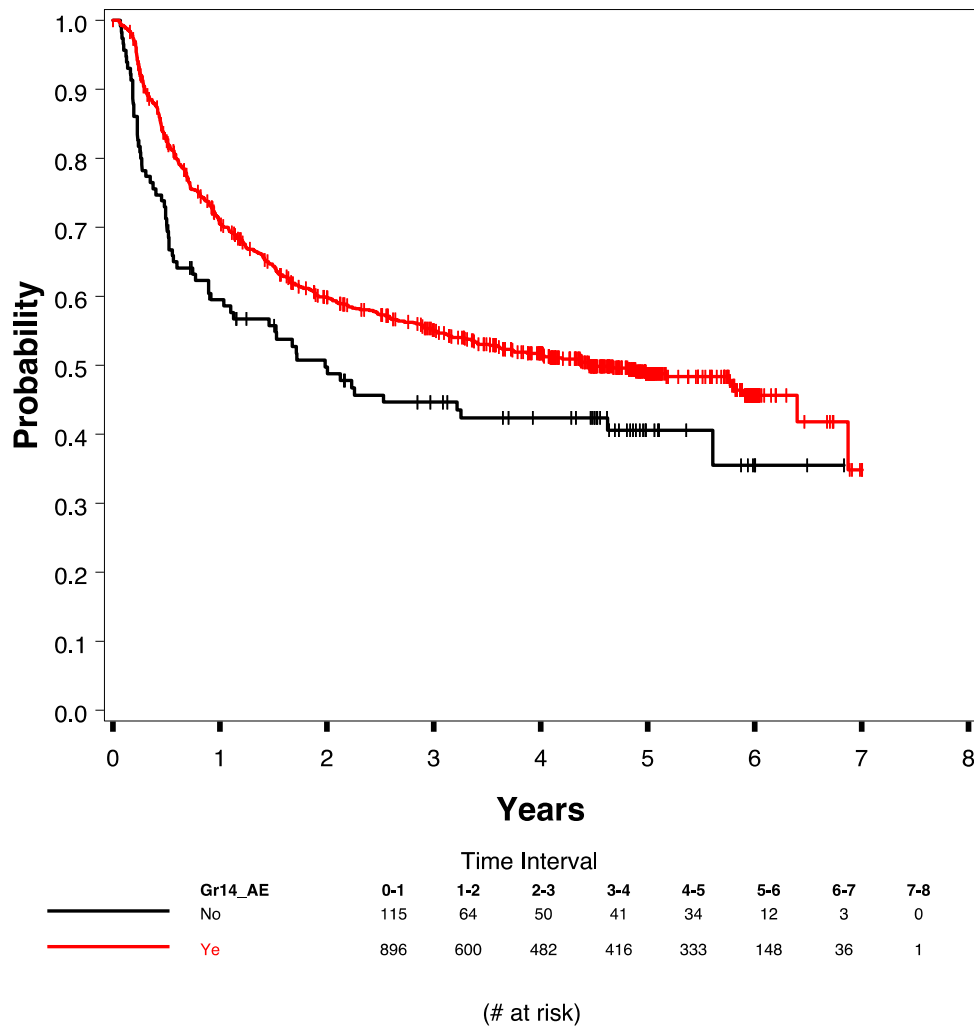 1.0
0.9
0.8
0.7
0.6
0.5
0.4
0.3
0.2
0.1
0.0
Probability
0 1 2 3 4 5 6 7 8
Years
Time Interval
Gr14_AE 0-1 1-2 2-3 3-4 4-5 5-6 6-7 7-8
No 115 64 50 41 34 12 3 0
Ye 896 600 482 416 333 148 36 1
(# at risk)